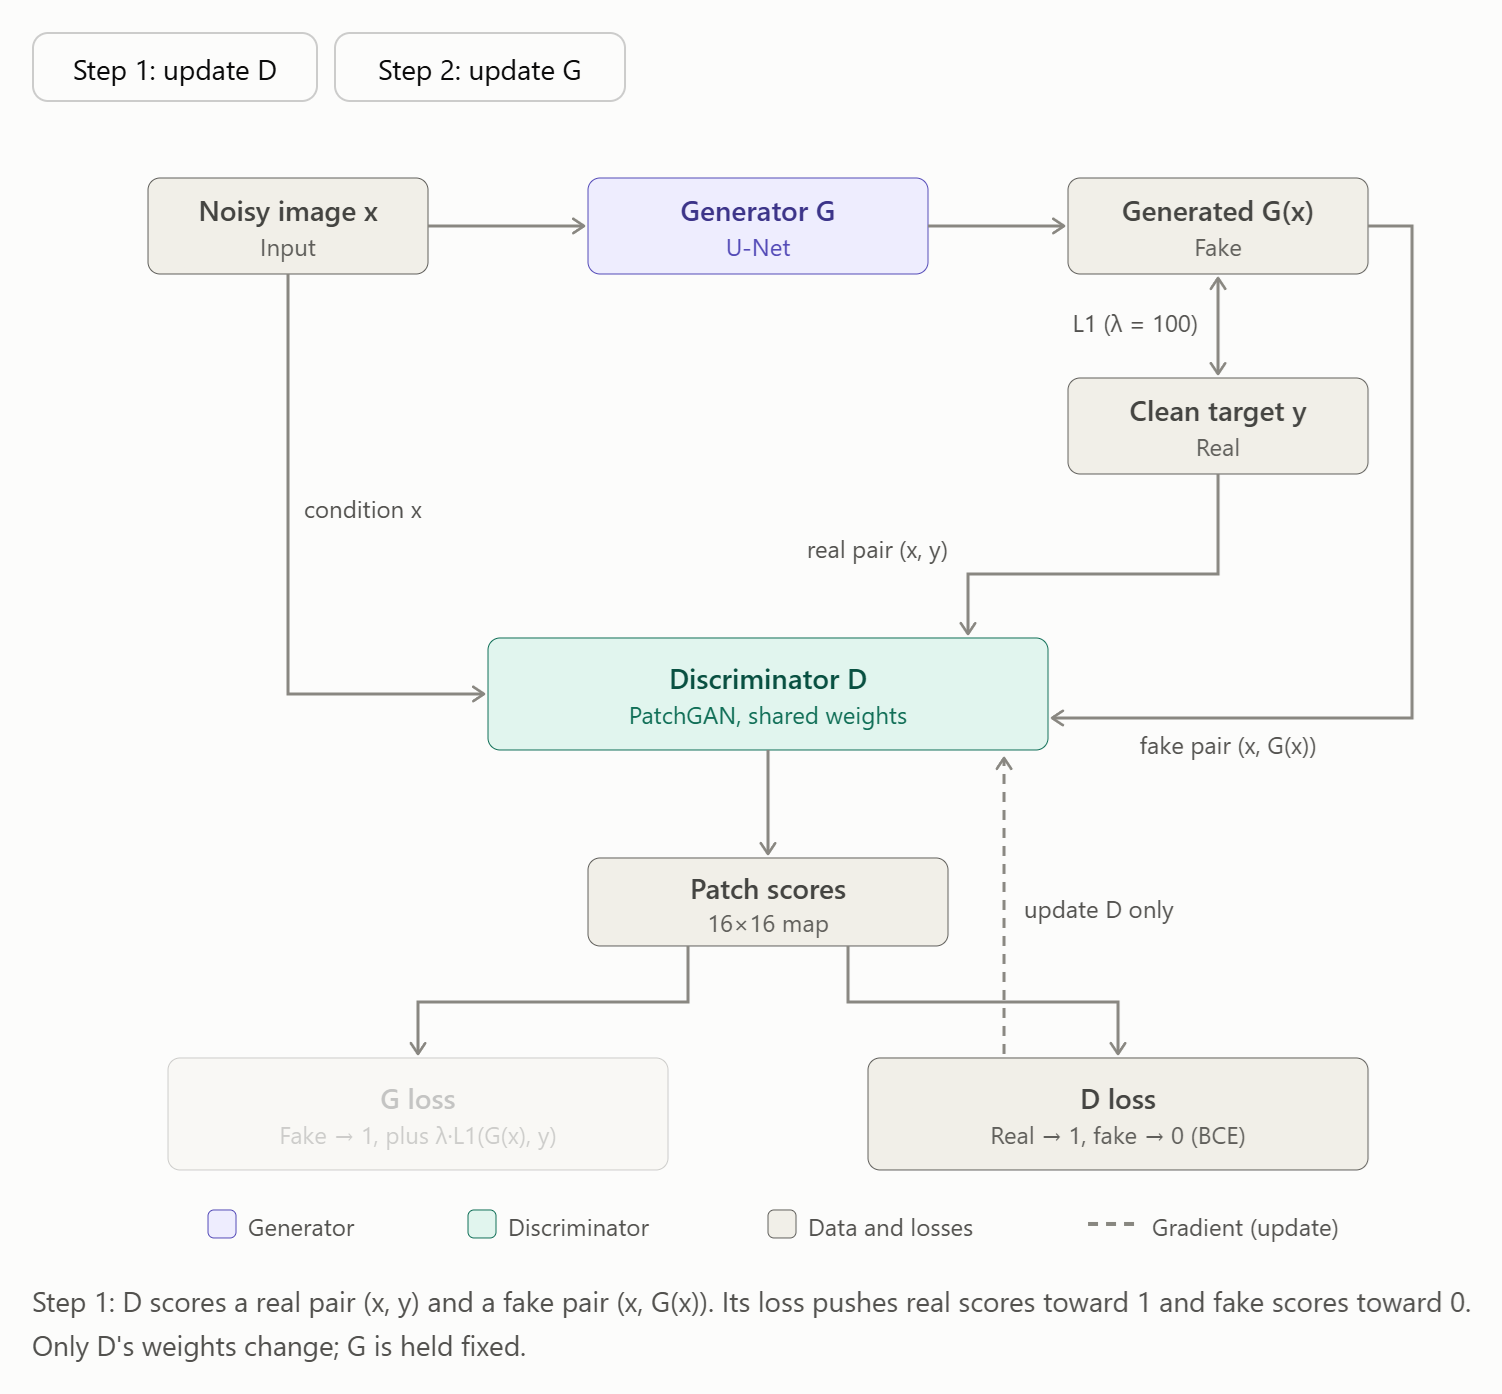 Step 1: update D
Step 2: update G
Noisy image x
Input
Generator G
U-Net
Generated G(x)
Fake
L1 (λ = 100)
Clean target y
Real
condition x
real pair (x, y)
Discriminator D
PatchGAN, shared weights
fake pair (x, G(x))
Patch scores
16×16 map
update D only
G loss
Fake → 1, plus λ·L1(G(x), y)
D loss
Real → 1, fake → 0 (BCE)
Generator
Discriminator
Data and losses
Gradient (update)
Step 1: D scores a real pair (x, y) and a fake pair (x, G(x)). Its loss pushes real scores toward 1 and fake scores toward 0.
Only D's weights change; G is held fixed.